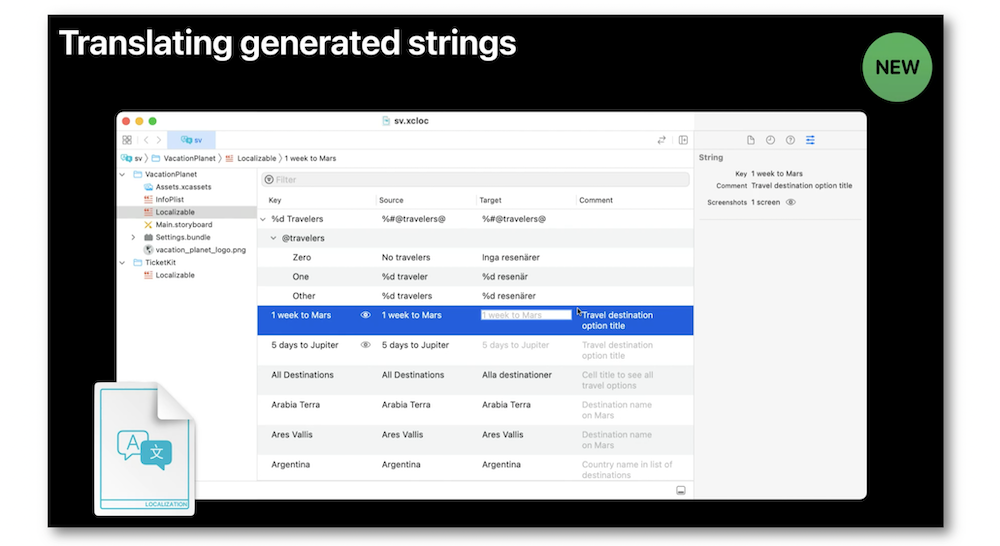 Translating generated strings
NEW
sv.xcloc
sv
sv 〉 VacationPlanet 〉 Localizable 〉 1 week to Mars
VacationPlanet
Assets.xcassets
InfoPlist
Localizable
Main.storyboard
Settings.bundle
vacation_planet_logo.png
TicketKit
Localizable
Filter
Key Source Target Comment
%d Travelers %#@travelers@ %#@travelers@
@travelers
Zero No travelers Inga resenärer
One %d traveler %d resenär
Other %d travelers %d resenärer
1 week to Mars 1 week to Mars 1 week to Mars Travel destination
option title
5 days to Jupiter 5 days to Jupiter 5 days to Jupiter Travel destination
option title
All Destinations All Destinations Alla destinationer Cell title to see all
travel options
Arabia Terra Arabia Terra Arabia Terra Destination name
on Mars
Ares Vallis Ares Vallis Ares Vallis Destination name
on Mars
Argentina Argentina Argentina Country name in list of
destinations
String
Key 1 week to Mars
Comment Travel destination option title
Screenshots 1 screen
A 文
LOCALIZATION